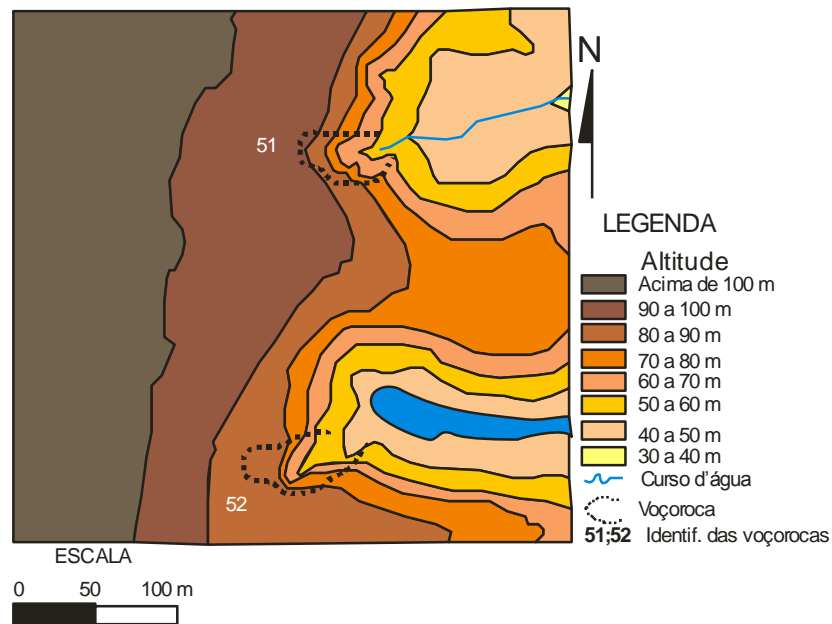 N
51
52
LEGENDA
Altitude
Acima de 100 m
90 a 100 m
80 a 90 m
70 a 80 m
60 a 70 m
50 a 60 m
40 a 50 m
30 a 40 m
Curso d'água
Voçoroca
51;52 Identif. das voçorocas
ESCALA
0 50 100 m